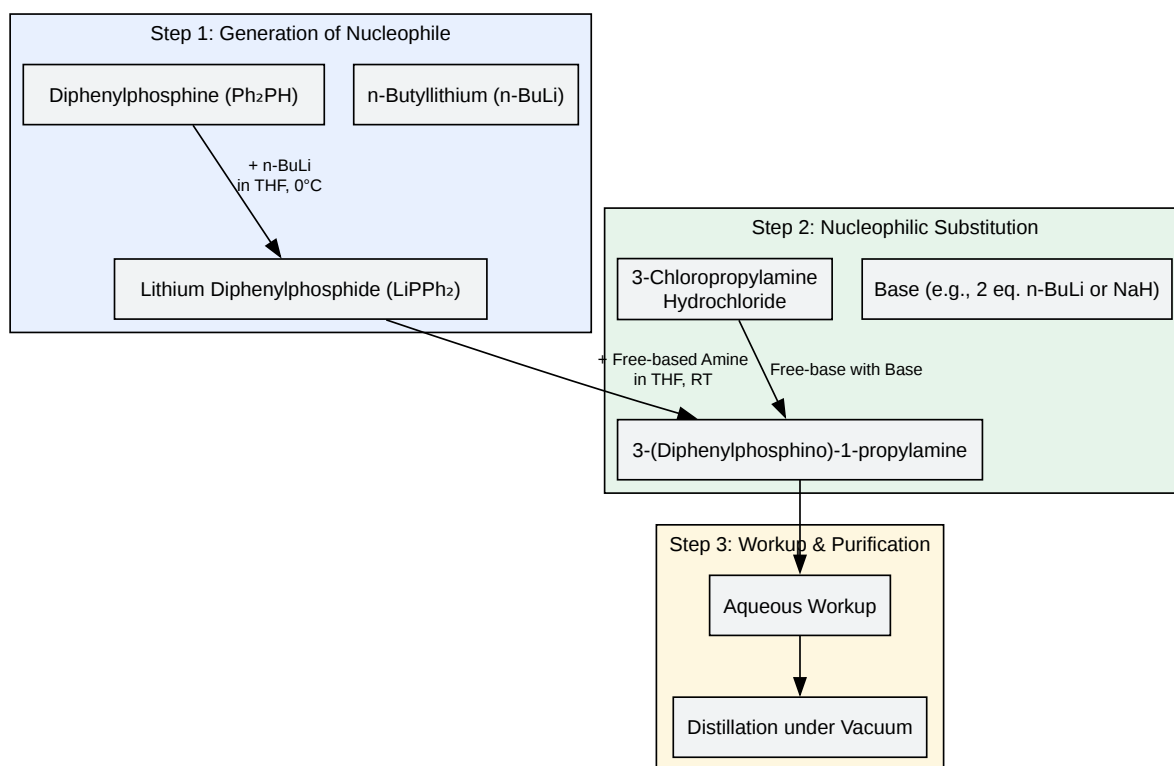 Step 1: Generation of Nucleophile
Diphenylphosphine (Ph₂PH)
n-Butyllithium (n-BuLi)
+ n-BuLi
in THF, 0°C
Lithium Diphenylphosphide (LiPPh₂)
Step 2: Nucleophilic Substitution
3-Chloropropylamine
Hydrochloride
Base (e.g., 2 eq. n-BuLi or NaH)
+ Free-based Amine
in THF, RT
Free-base with Base
3-(Diphenylphosphino)-1-propylamine
Step 3: Workup & Purification
Aqueous Workup
Distillation under Vacuum